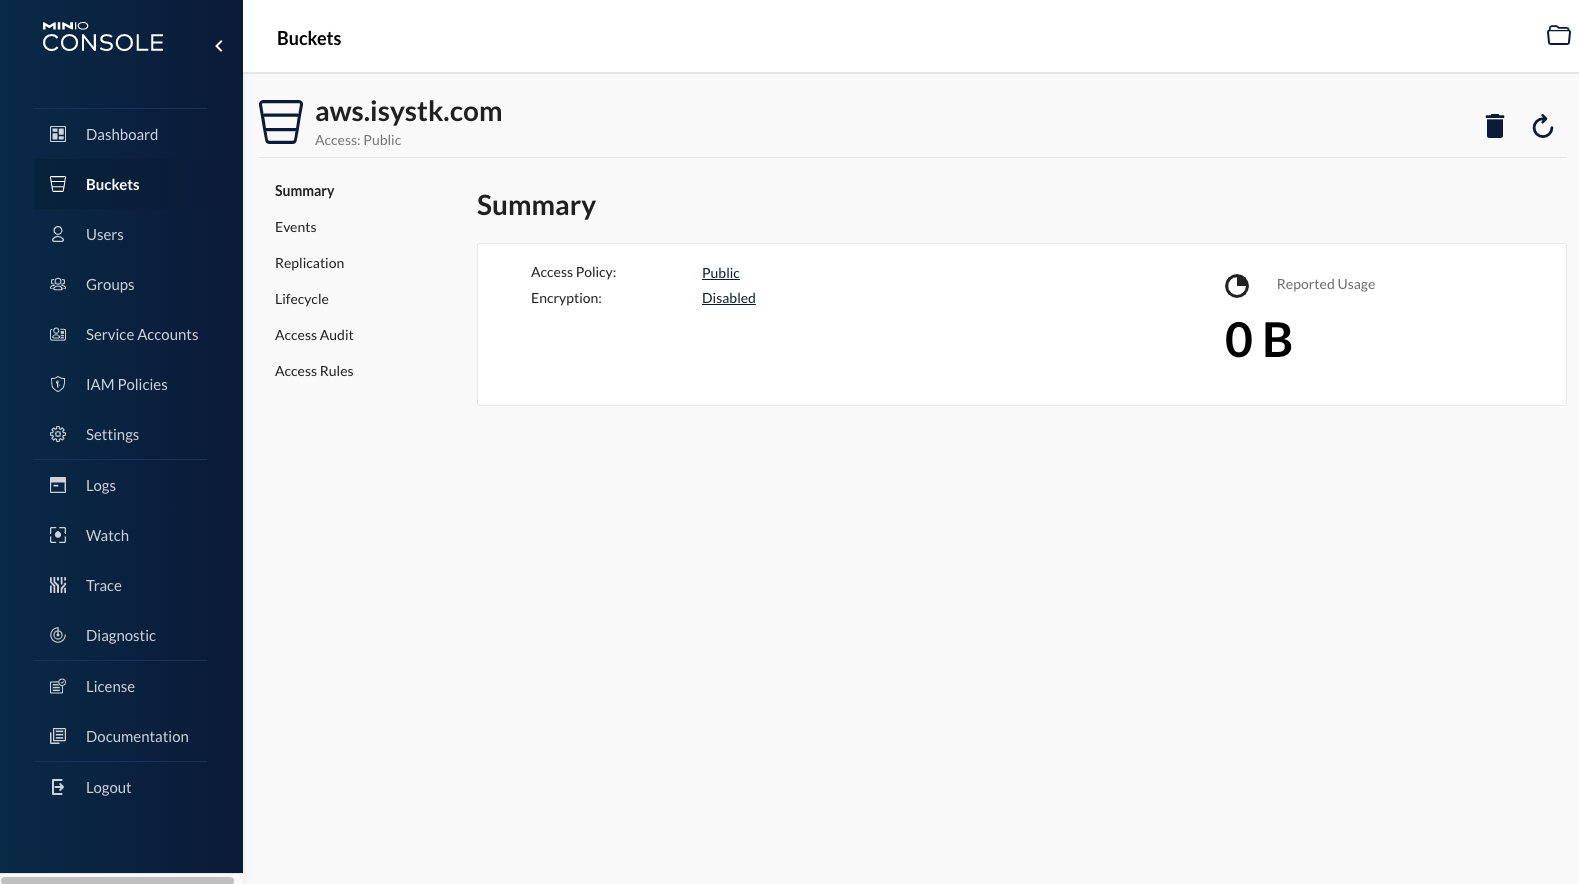 MINIO
CONSOLE
Dashboard
Buckets
Users
Groups
Service Accounts
IAM Policies
Settings
Logs
Watch
Trace
Diagnostic
License
Documentation
Logout
Buckets
aws.isystk.com
Access: Public
Summary
Events
Replication
Lifecycle
Access Audit
Access Rules
Summary
Access Policy: Public
Encryption: Disabled
Reported Usage
0 B